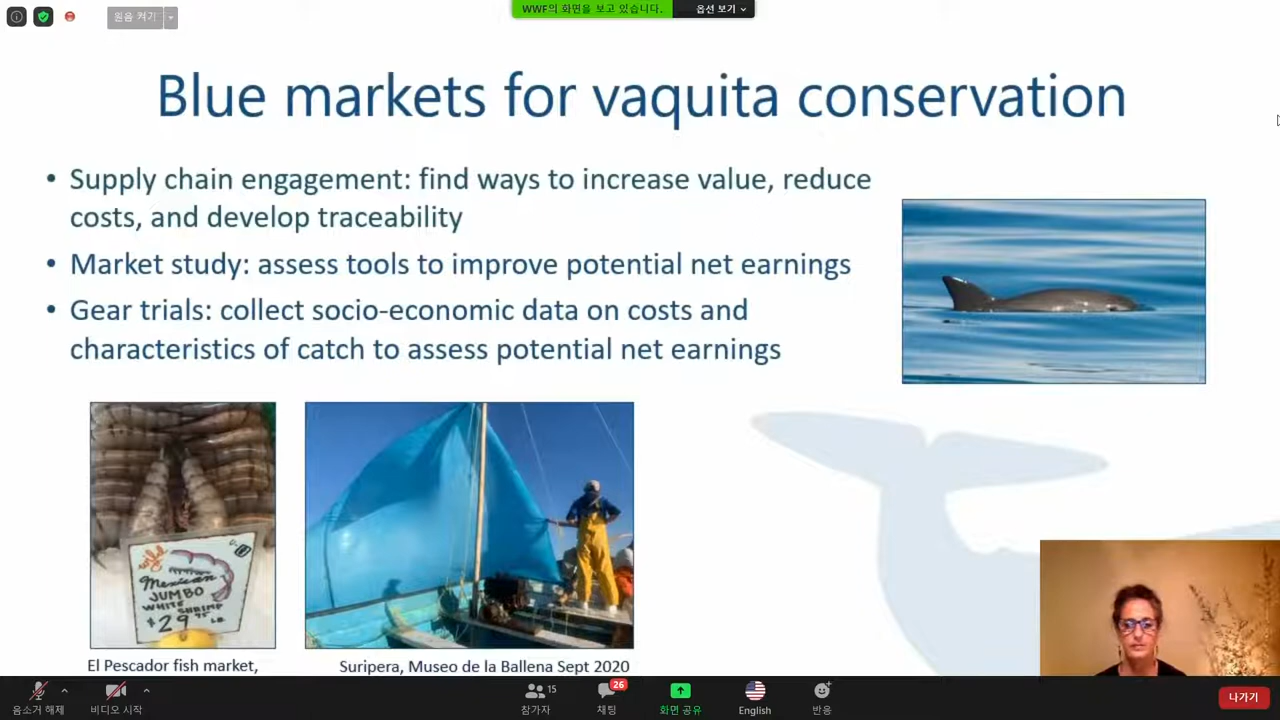 원음 켜기
WWF의 화면을 보고 있습니다.
옵션 보기
Blue markets for vaquita conservation
• Supply chain engagement: find ways to increase value, reduce
costs, and develop traceability
• Market study: assess tools to improve potential net earnings
• Gear trials: collect socio-economic data on costs and
characteristics of catch to assess potential net earnings
wild
Mexican
JUMBO
WHITE SHRIMP
$29
LB
El Pescador fish market,
Suripera, Museo de la Ballena Sept 2020
음소거 해제
비디오 시작
15
참가자
26
채팅
화면 공유
English
반응
나가기